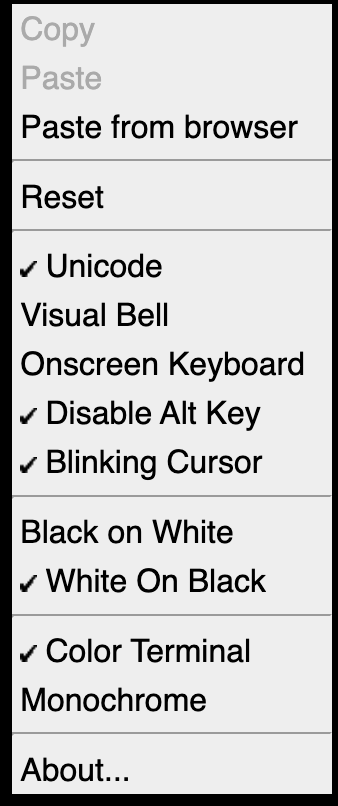 Copy
Paste
Paste from browser
Reset
✔ Unicode
Visual Bell
Onscreen Keyboard
✔ Disable Alt Key
✔ Blinking Cursor
Black on White
✔ White On Black
✔ Color Terminal
Monochrome
About...